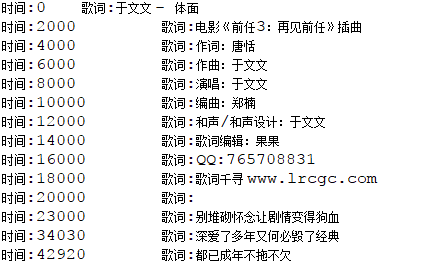 时间:0    歌词:于文文 - 体面
时间:2000        歌词:电影《前任3：再见前任》插曲
时间:4000        歌词:作词：唐恬
时间:6000        歌词:作曲：于文文
时间:8000        歌词:演唱：于文文
时间:10000       歌词:编曲：郑楠
时间:12000       歌词:和声/和声设计：于文文
时间:14000       歌词:歌词编辑：果果
时间:16000       歌词:QQ:765708831
时间:18000       歌词:歌词千寻 www.lrcgc.com
时间:20000       歌词:
时间:23000       歌词:别堆砌怀念让剧情变得狗血
时间:34030       歌词:深爱了多年又何必毁了经典
时间:42920       歌词:都已成年不拖不欠